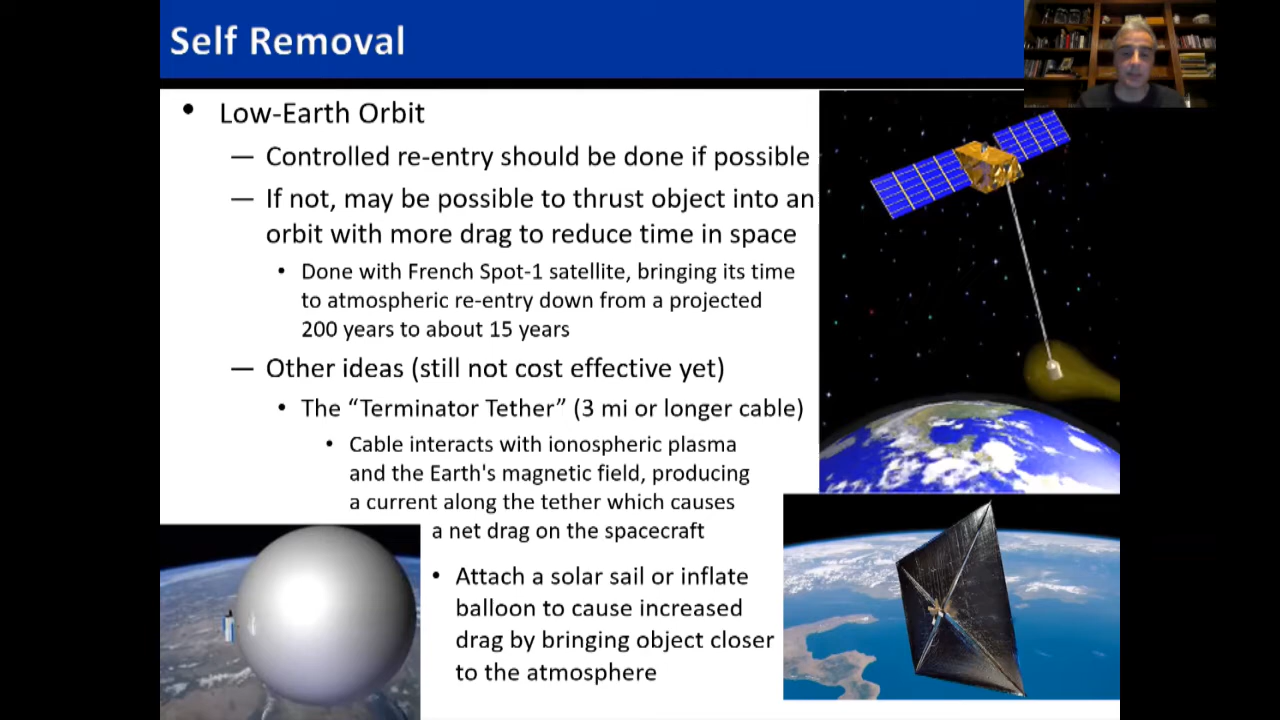 Self Removal
• Low-Earth Orbit
— Controlled re-entry should be done if possible
— If not, may be possible to thrust object into an
orbit with more drag to reduce time in space
• Done with French Spot-1 satellite, bringing its time
to atmospheric re-entry down from a projected
200 years to about 15 years
— Other ideas (still not cost effective yet)
• The “Terminator Tether” (3 mi or longer cable)
• Cable interacts with ionospheric plasma
and the Earth's magnetic field, producing
a current along the tether which causes
a net drag on the spacecraft
• Attach a solar sail or inflate
balloon to cause increased
drag by bringing object closer
to the atmosphere